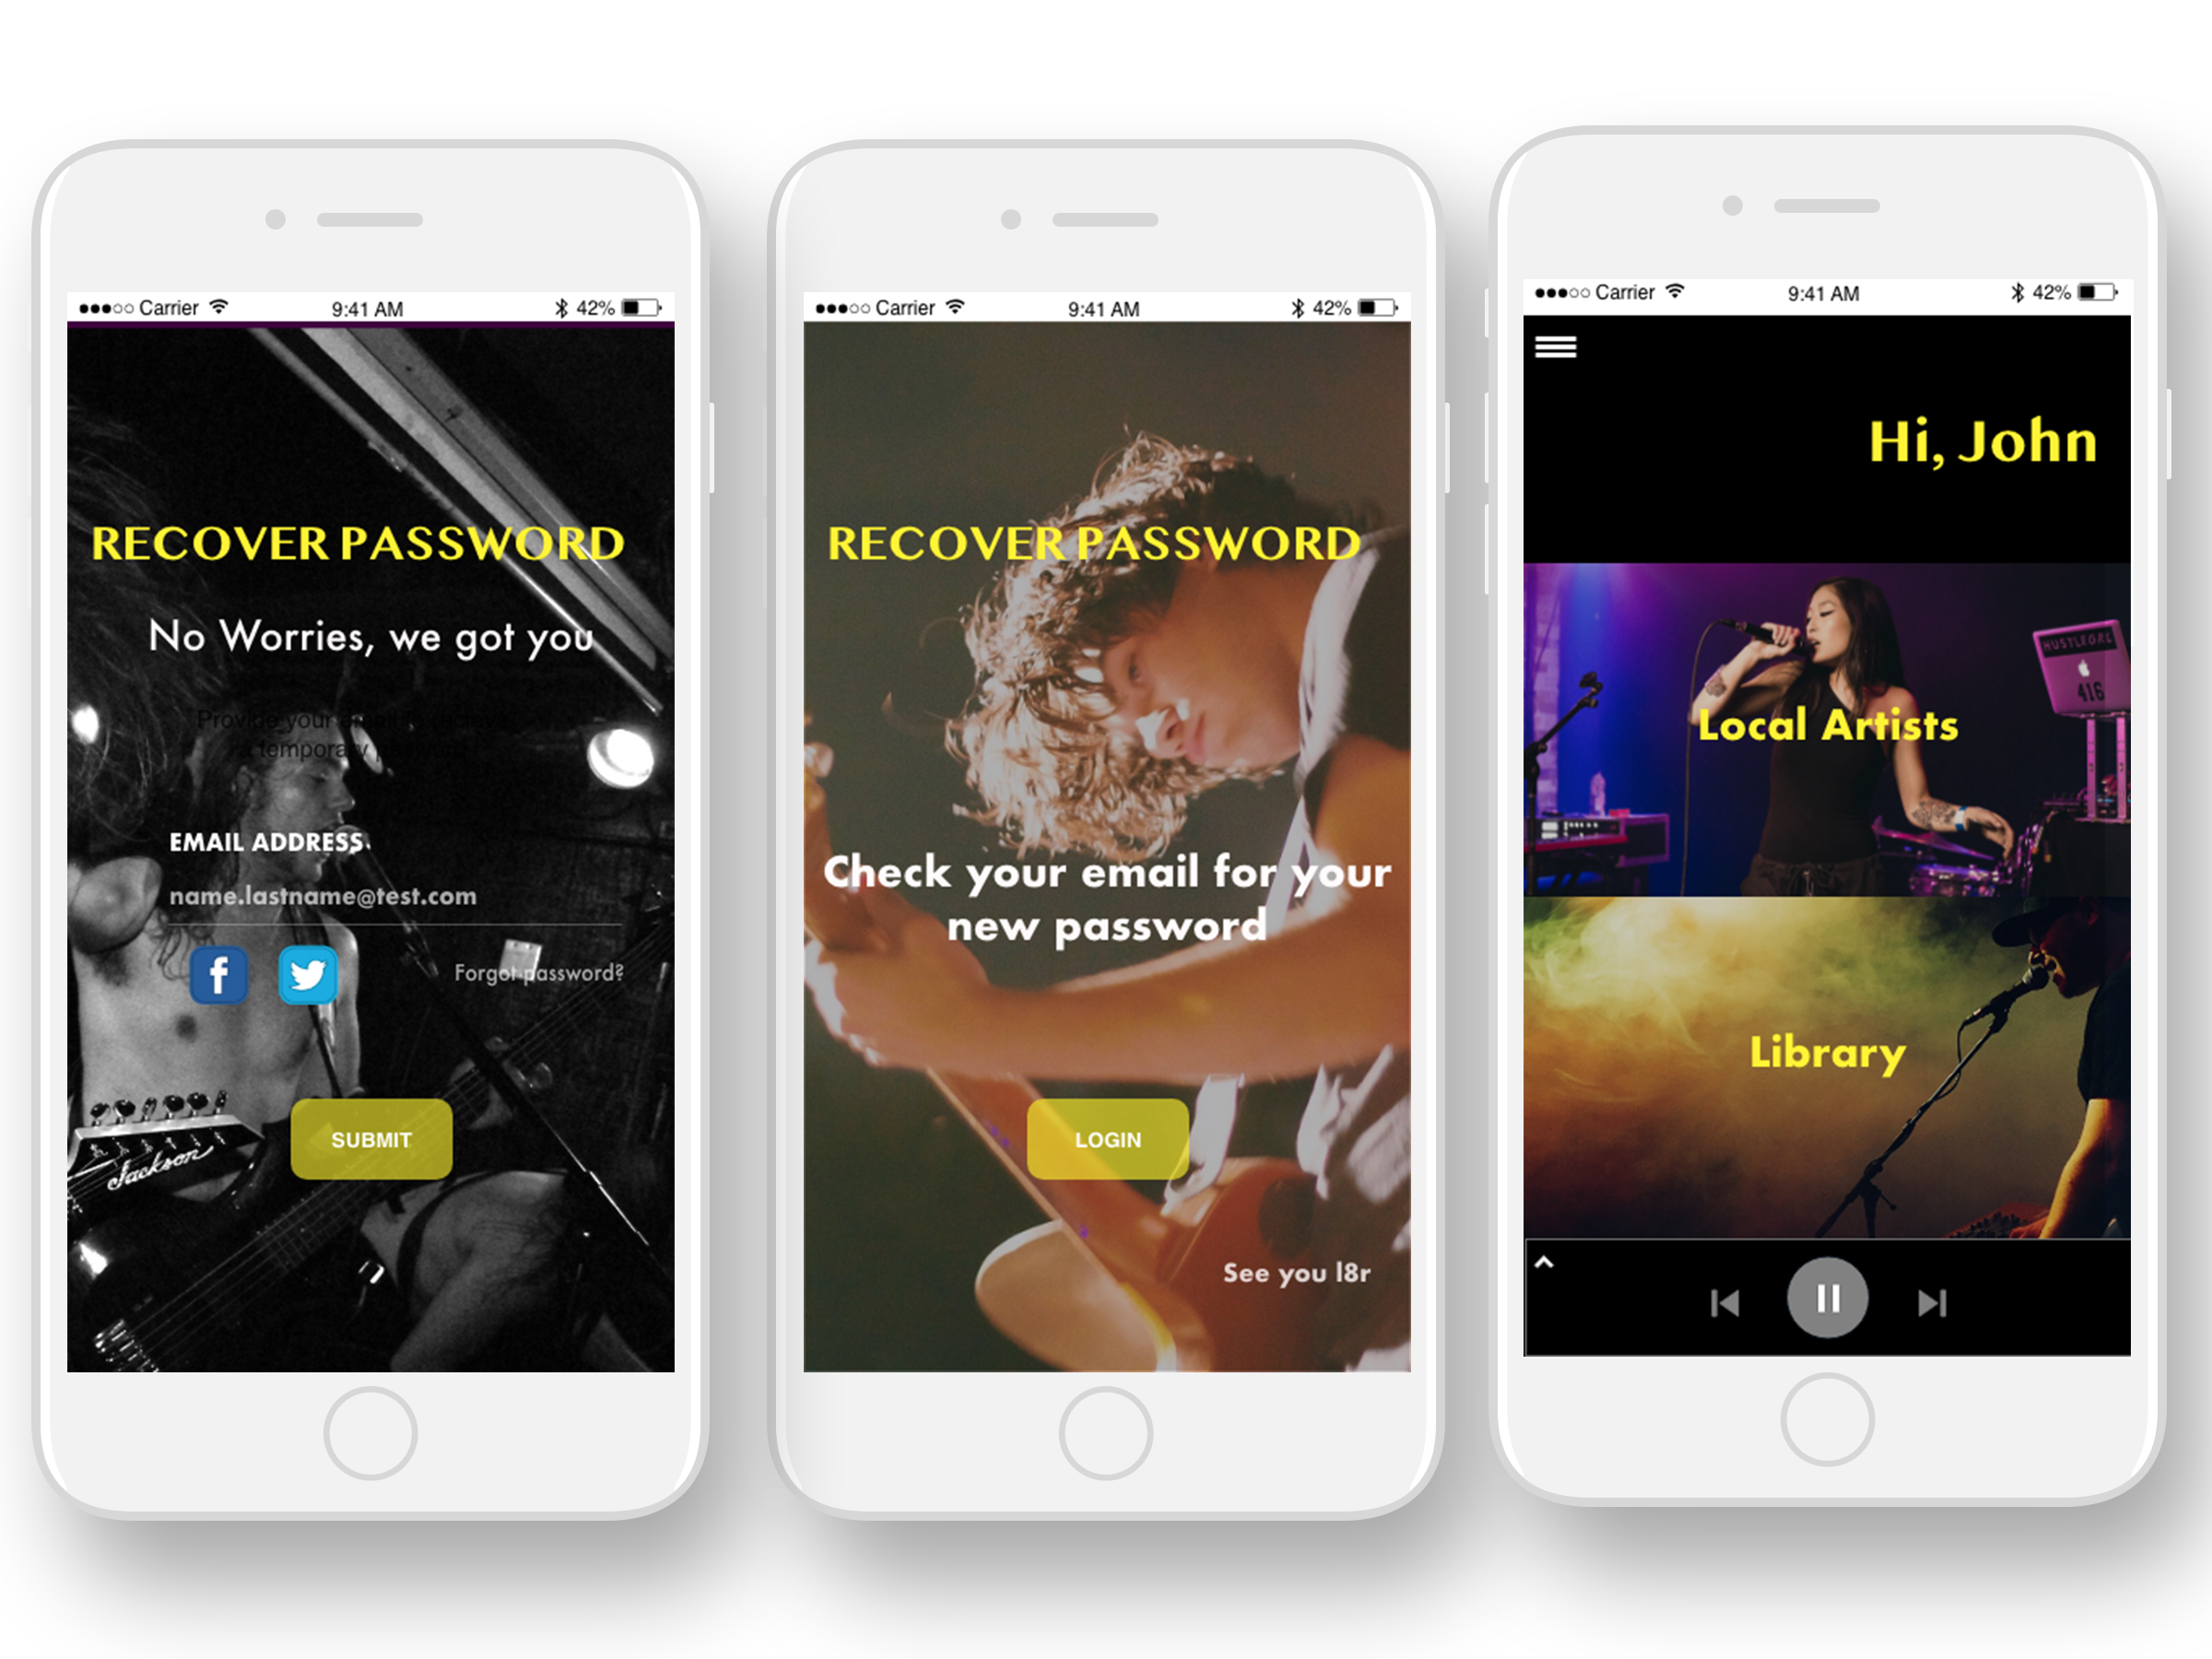 Carrier 9:41 AM 42%
RECOVER PASSWORD
No Worries, we got you
Provide your email to
a temporary
EMAIL ADDRESS
name.lastname@test.com
Forgot password?
Jackson
SUBMIT
Carrier 9:41 AM 42%
RECOVER PASSWORD
Check your email for your
new password
LOGIN
See you l8r
Carrier 9:41 AM 42%
Hi, John
HUSTLEGRL
416
Local Artists
Library